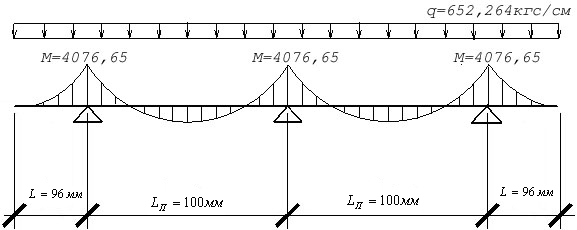 q=652,264кгс/см
M=4076,65 M=4076,65 M=4076,65
L = 96 мм L_П = 100мм L_П = 100мм L = 96 мм